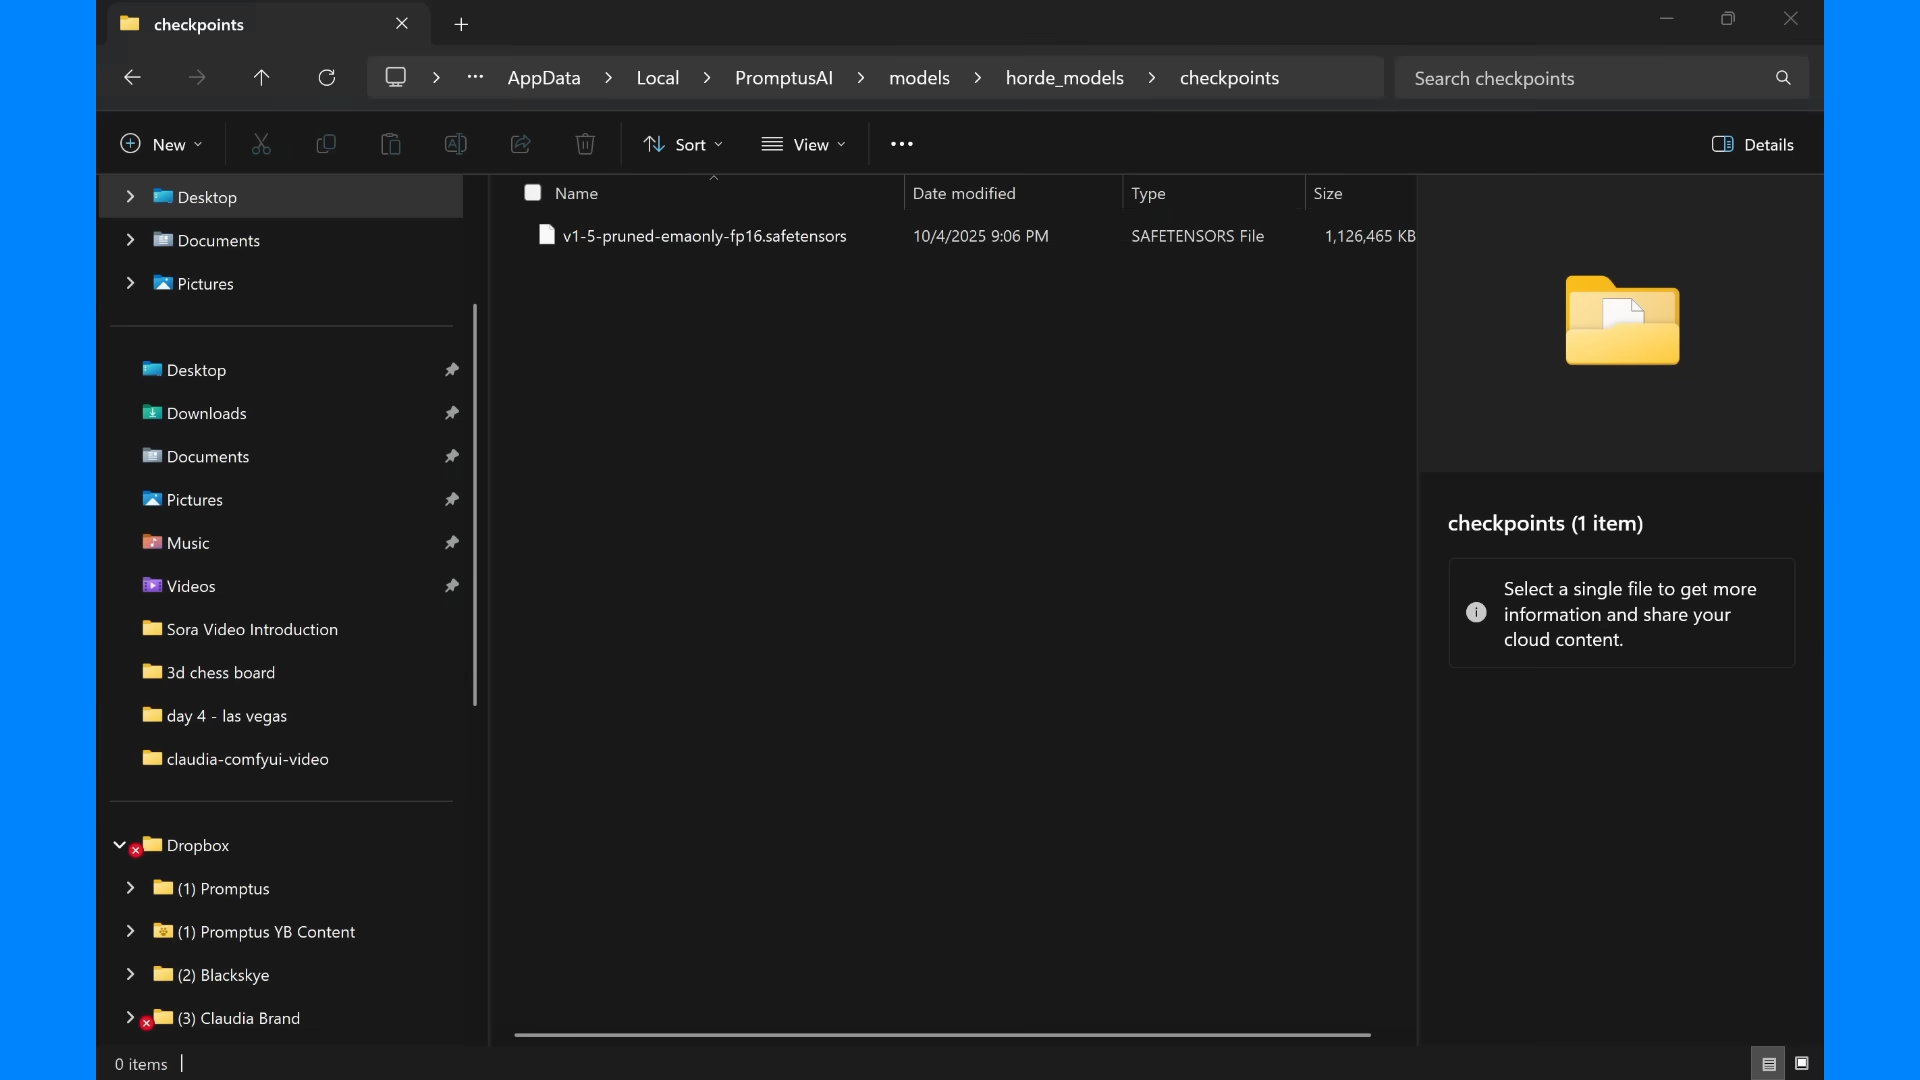 checkpoints
AppData > Local > PromptusAI > models > horde_models > checkpoints
Search checkpoints
New
Sort
View
Details
Desktop
Documents
Pictures
Desktop
Downloads
Documents
Pictures
Music
Videos
Sora Video Introduction
3d chess board
day 4 - las vegas
claudia-comfyui-video
Dropbox
(1) Promptus
(1) Promptus YB Content
(2) Blackskye
(3) Claudia Brand
Name Date modified Type Size
v1-5-pruned-emaonly-fp16.safetensors 10/4/2025 9:06 PM SAFETENSORS File 1,126,465 KB
checkpoints (1 item)
Select a single file to get more
information and share your
cloud content.
0 items